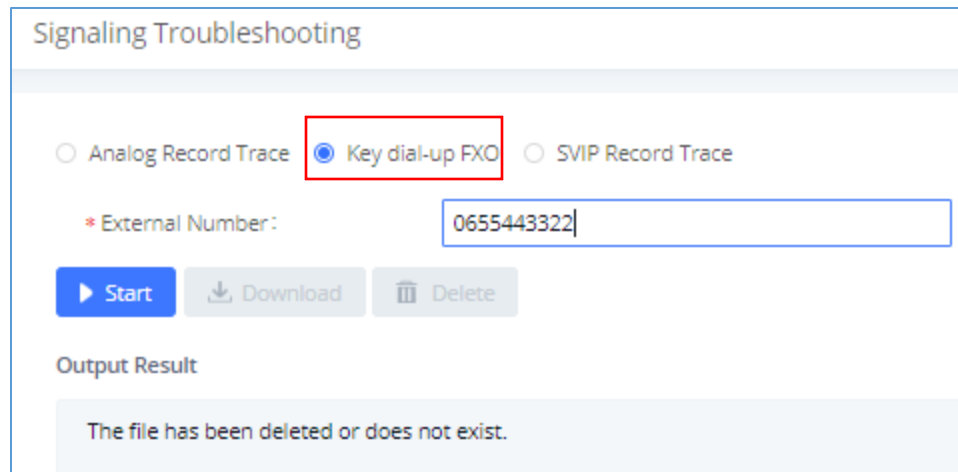 Signaling Troubleshooting
Analog Record Trace Key dial-up FXO SVIP Record Trace
* External Number : 0655443322
Start Download Delete
Output Result
The file has been deleted or does not exist.